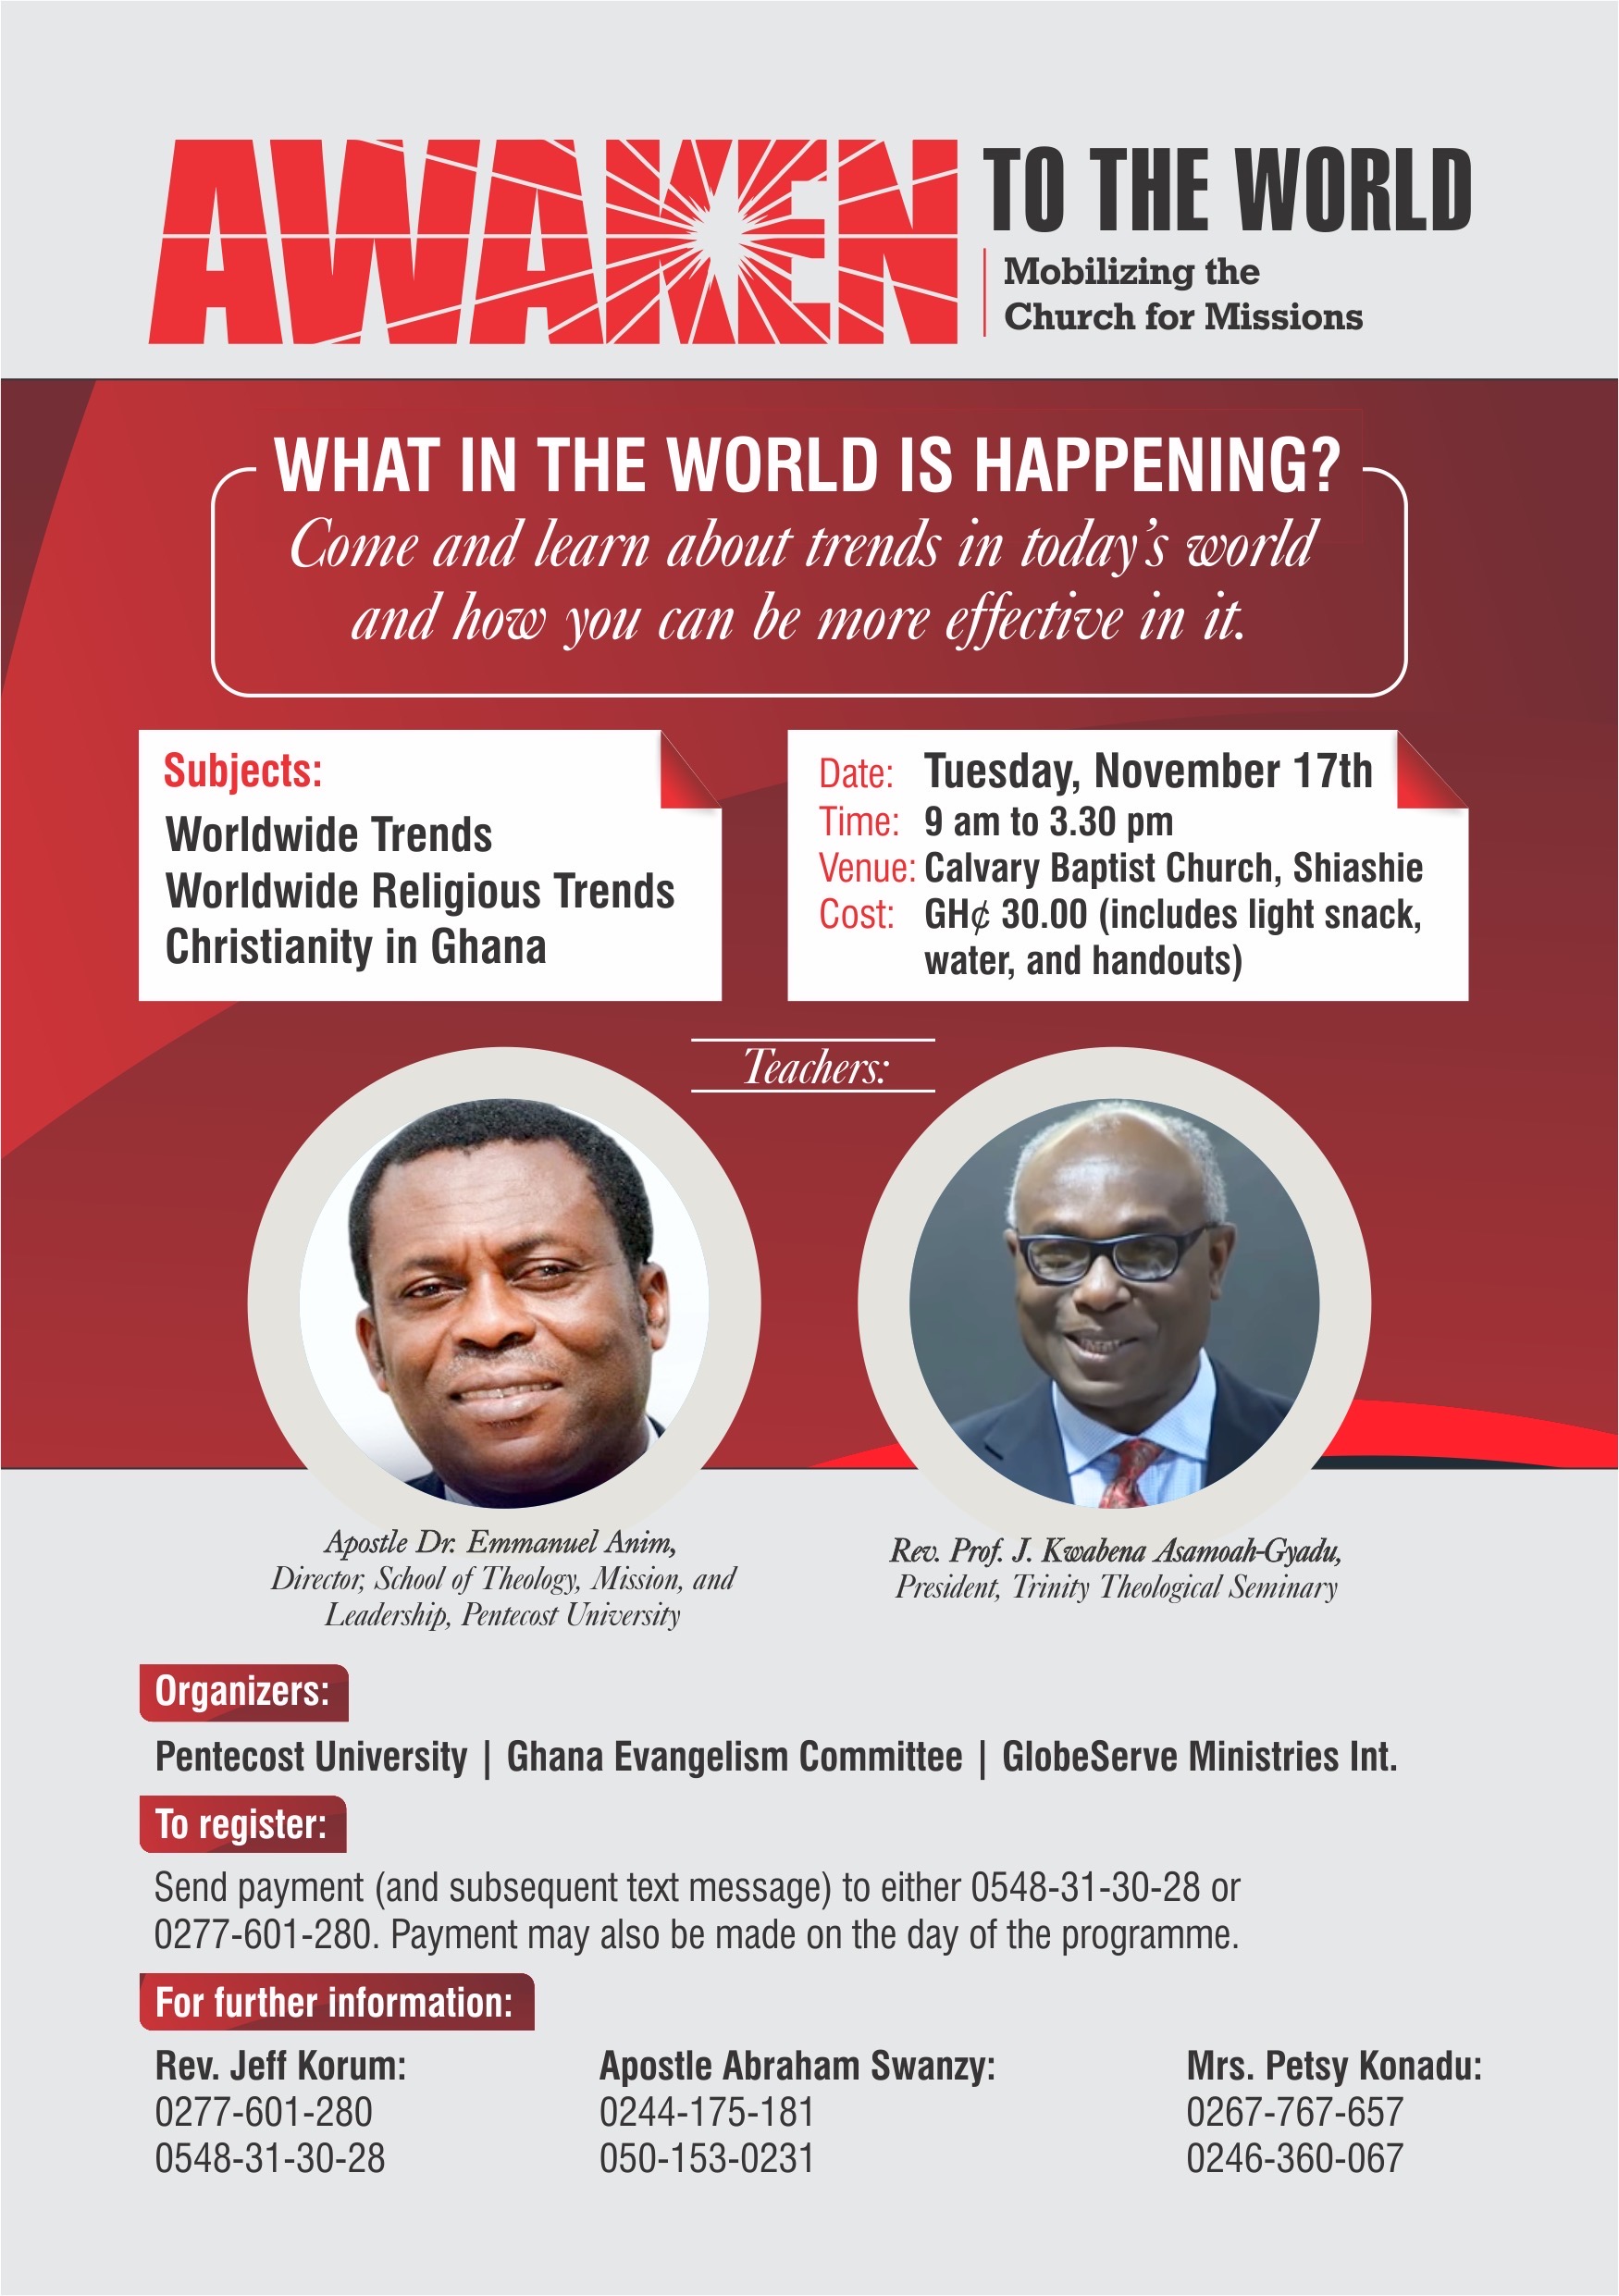 AWAKEN TO THE WORLD
Mobilizing the
Church for Missions
WHAT IN THE WORLD IS HAPPENING?
Come and learn about trends in today's world
and how you can be more effective in it.
Subjects:
Worldwide Trends
Worldwide Religious Trends
Christianity in Ghana
Date: Tuesday, November 17th
Time: 9 am to 3.30 pm
Venue: Calvary Baptist Church, Shiashie
Cost: GH¢ 30.00 (includes light snack,
water, and handouts)
Teachers:
Apostle Dr. Emmanuel Anim,
Director, School of Theology, Mission, and
Leadership, Pentecost University
Rev. Prof. J. Kwabena Asamoah-Gyadu,
President, Trinity Theological Seminary
Organizers:
Pentecost University | Ghana Evangelism Committee | GlobeServe Ministries Int.
To register:
Send payment (and subsequent text message) to either 0548-31-30-28 or
0277-601-280. Payment may also be made on the day of the programme.
For further information:
Rev. Jeff Korum:
0277-601-280
0548-31-30-28
Apostle Abraham Swanzy:
0244-175-181
050-153-0231
Mrs. Petsy Konadu:
0267-767-657
0246-360-067